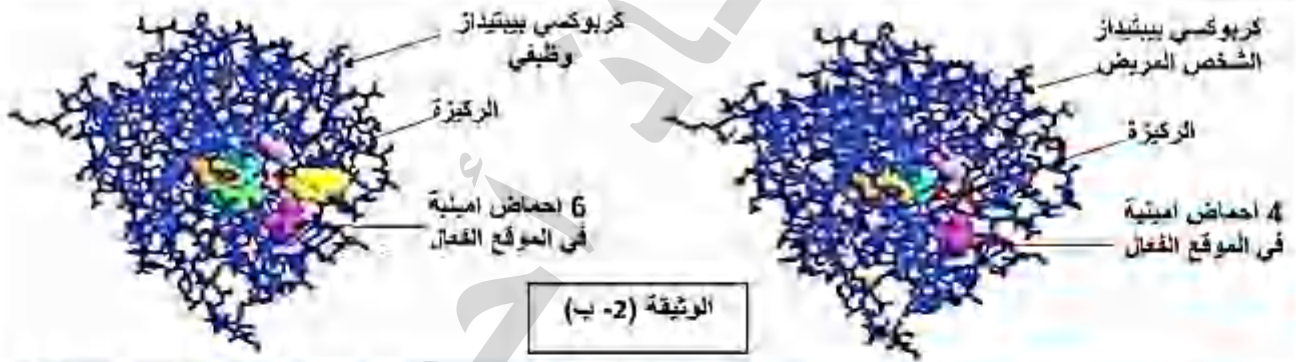 كربوكسي بيبتيداز
وظيفي
الركيزة
6 احماض امينية
في الموقع الفعال
كربوكسي بيبتيداز
الشخص المريض
الركيزة
4 احماض امينية
في الموقع الفعال
الوثيقة (2- ب)